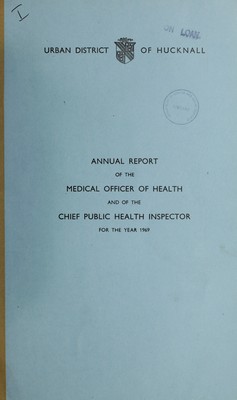 I
ON LOAN
URBAN DISTRICT OF HUCKNALL
ANNUAL REPORT
OF THE
MEDICAL OFFICER OF HEALTH
AND OF THE
CHIEF PUBLIC HEALTH INSPECTOR
FOR THE YEAR 1969